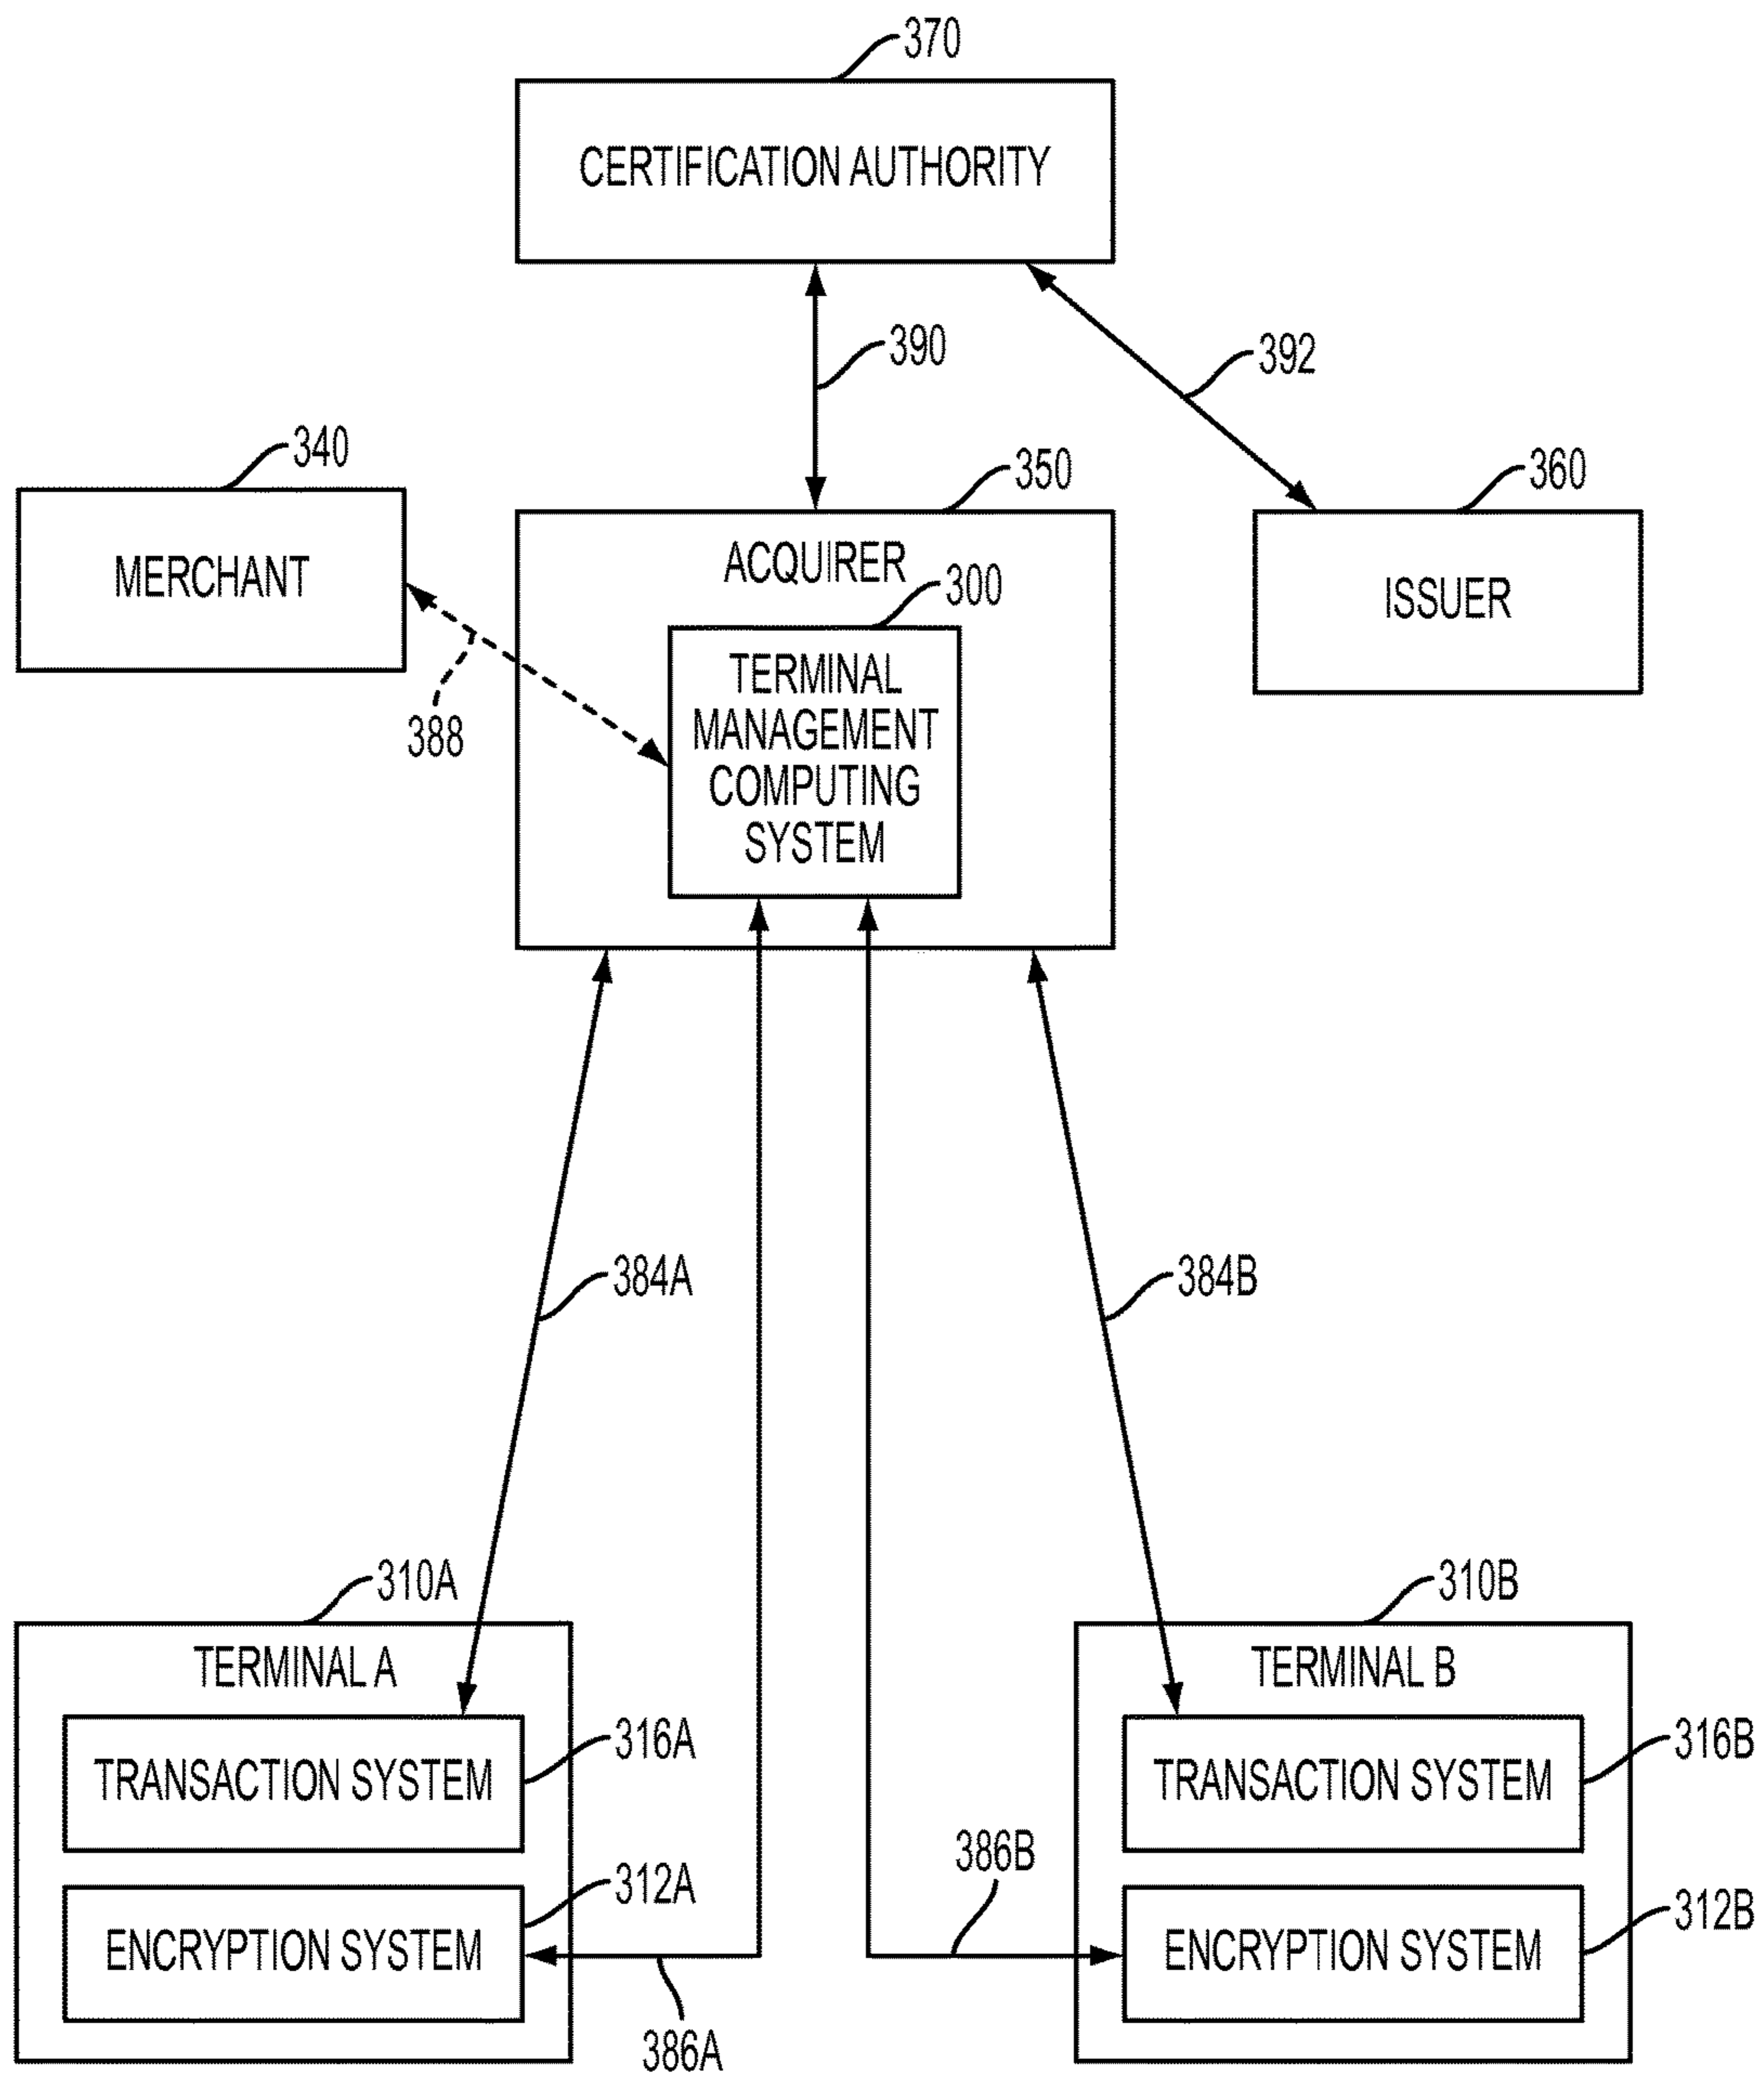 370
CERTIFICATION AUTHORITY
390
392
340
350
360
MERCHANT
ACQUIRER
300
ISSUER
TERMINAL
MANAGEMENT
COMPUTING
SYSTEM
388
384A
384B
310A
310B
TERMINAL A
TERMINAL B
316A
316B
TRANSACTION SYSTEM
TRANSACTION SYSTEM
386B
312A
312B
ENCRYPTION SYSTEM
ENCRYPTION SYSTEM
386A